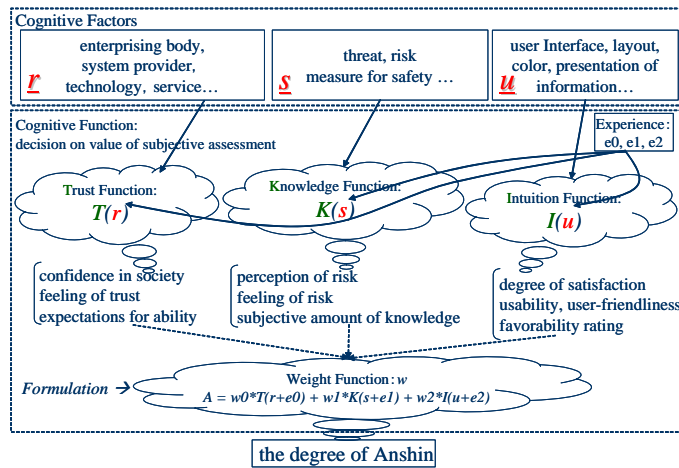 Cognitive Factors
enterprising body,
system provider,
technology, service…
r
threat, risk
measure for safety …
s
user Interface, layout,
color, presentation of
information…
u
Cognitive Function:
decision on value of subjective assessment
Experience:
e0, e1, e2
Trust Function:
T(r)
Knowledge Function:
K(s)
Intuition Function:
I(u)
confidence in society
feeling of trust
expectations for ability
perception of risk
feeling of risk
subjective amount of knowledge
degree of satisfaction
usability, user-friendliness
favorability rating
Formulation →
Weight Function: w
A = w0*T(r+e0) + w1*K(s+e1) + w2*I(u+e2)
the degree of Anshin